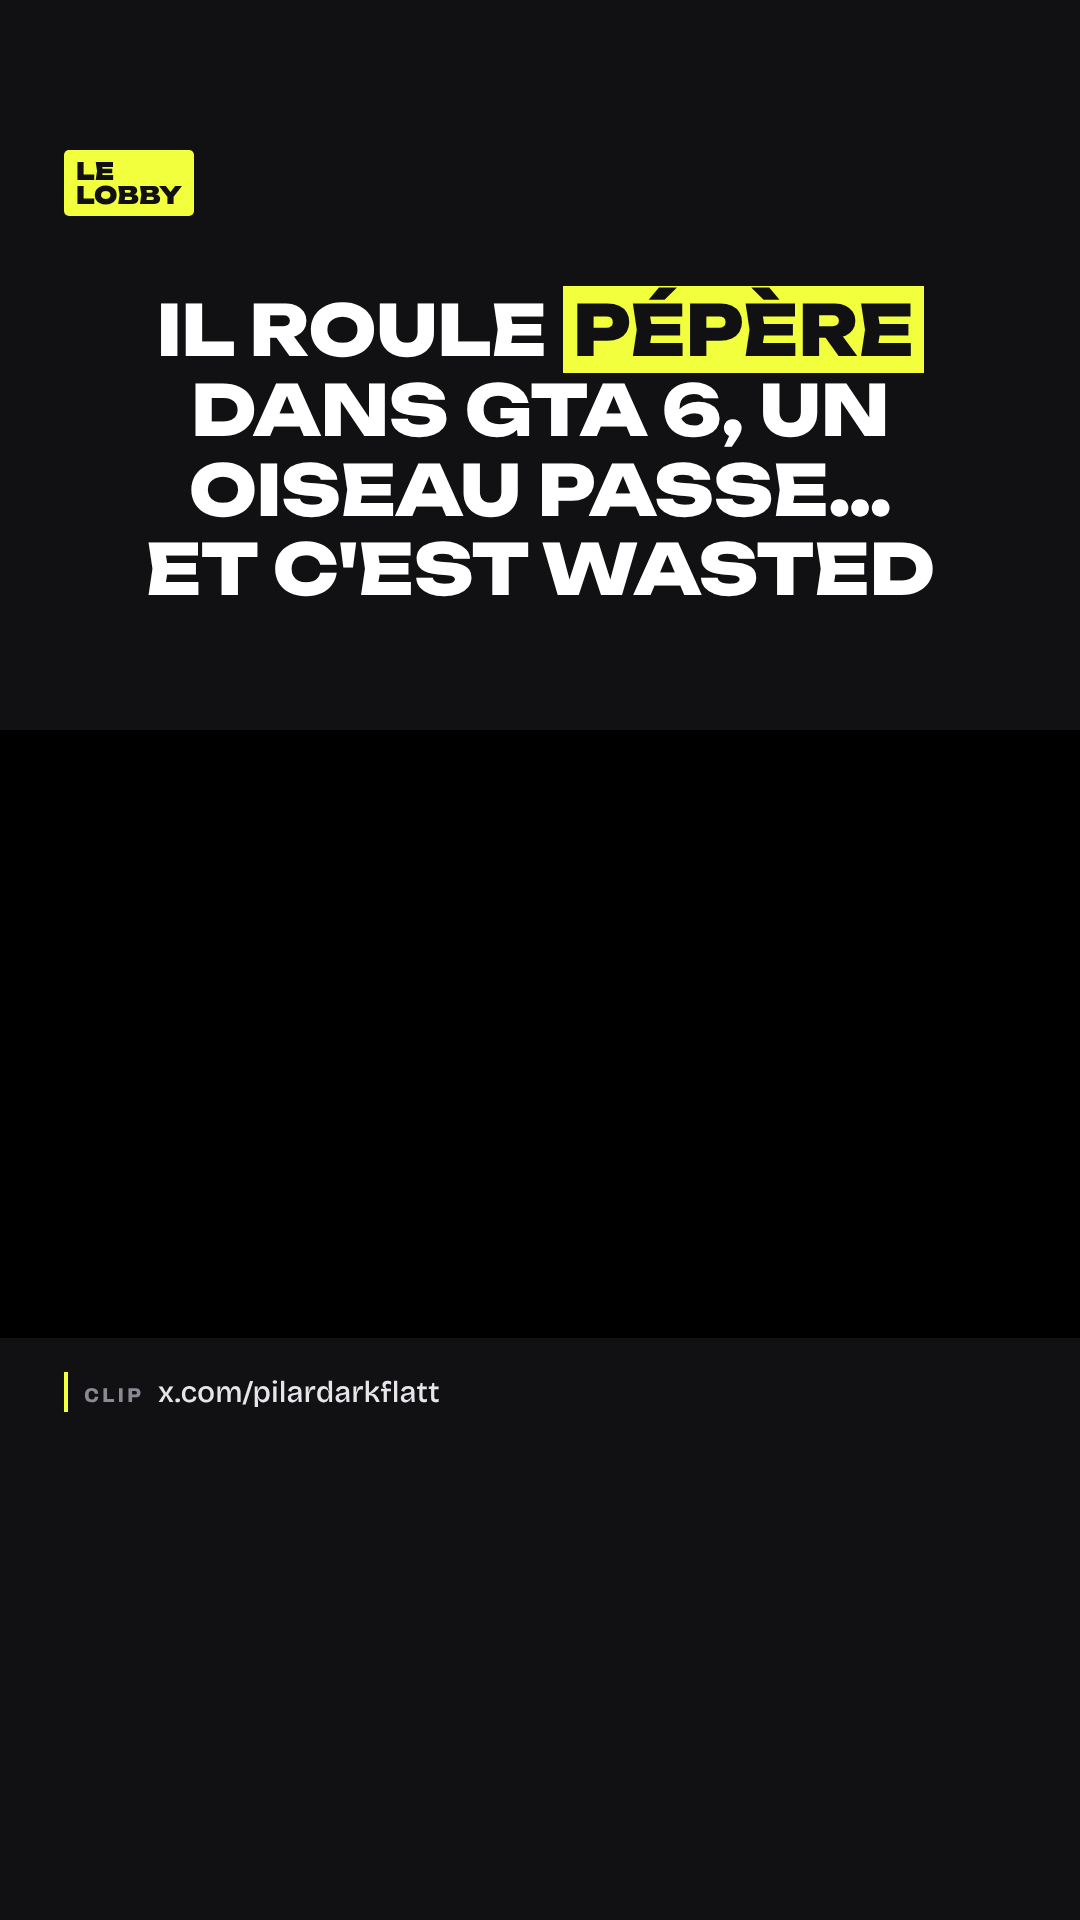 LE
LOBBY
IL ROULE PÉPÈRE
DANS GTA 6, UN
OISEAU PASSE...
ET C'EST WASTED
CLIP x.com/pilardarkflatt